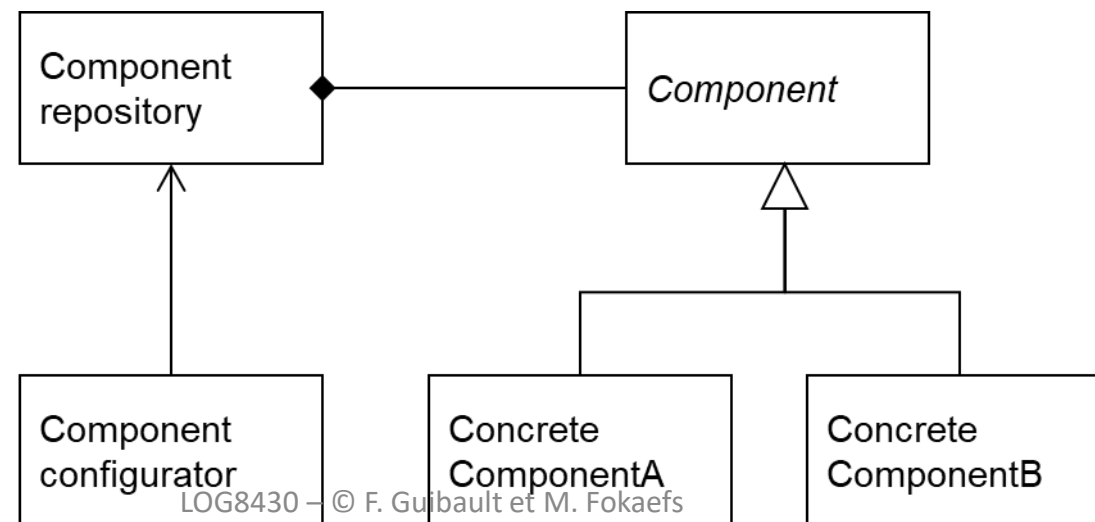 Component
repository
Component
Component
configurator
Concrete
ComponentA
Concrete
ComponentB
LOG8430 – © F. Guibault et M. Fokaefs